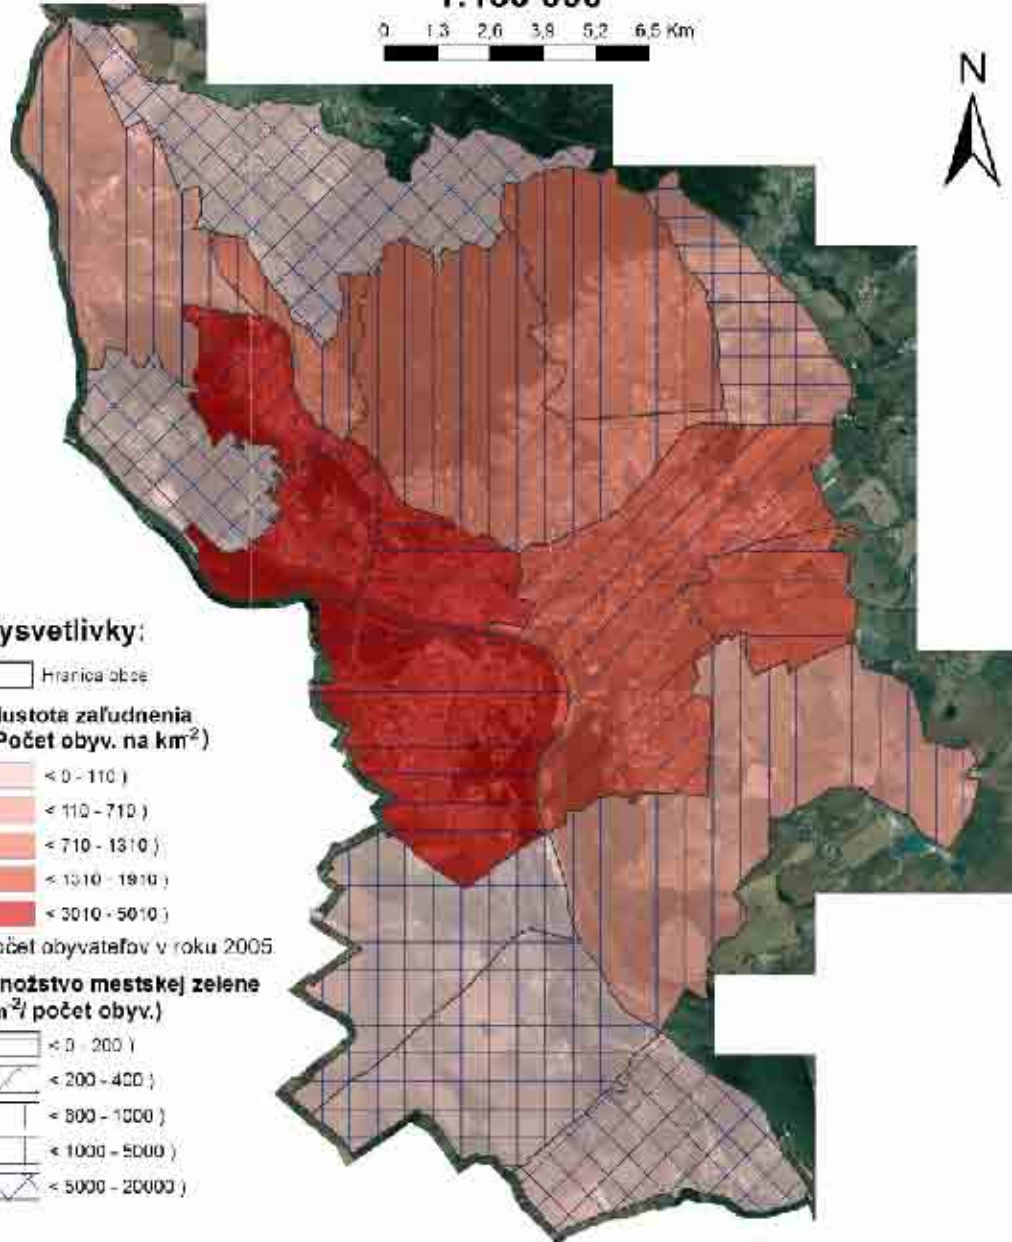 0 1,3 2,6 3,9 5,2 6,5 Km
N
ysvetlivky:
Hranica obce
ustota zaľudnenia
Počet obyv. na km²)
< 0 - 110 )
< 110 - 710 )
< 710 - 1310 )
< 1310 - 1910 )
< 3010 - 5010 )
očet obyvateľov v roku 2005
nožstvo mestskej zelene
m²/ počet obyv.)
< 0 - 200 )
< 200 - 400 )
< 800 - 1000 )
< 1000 - 5000 )
< 5000 - 20000 )